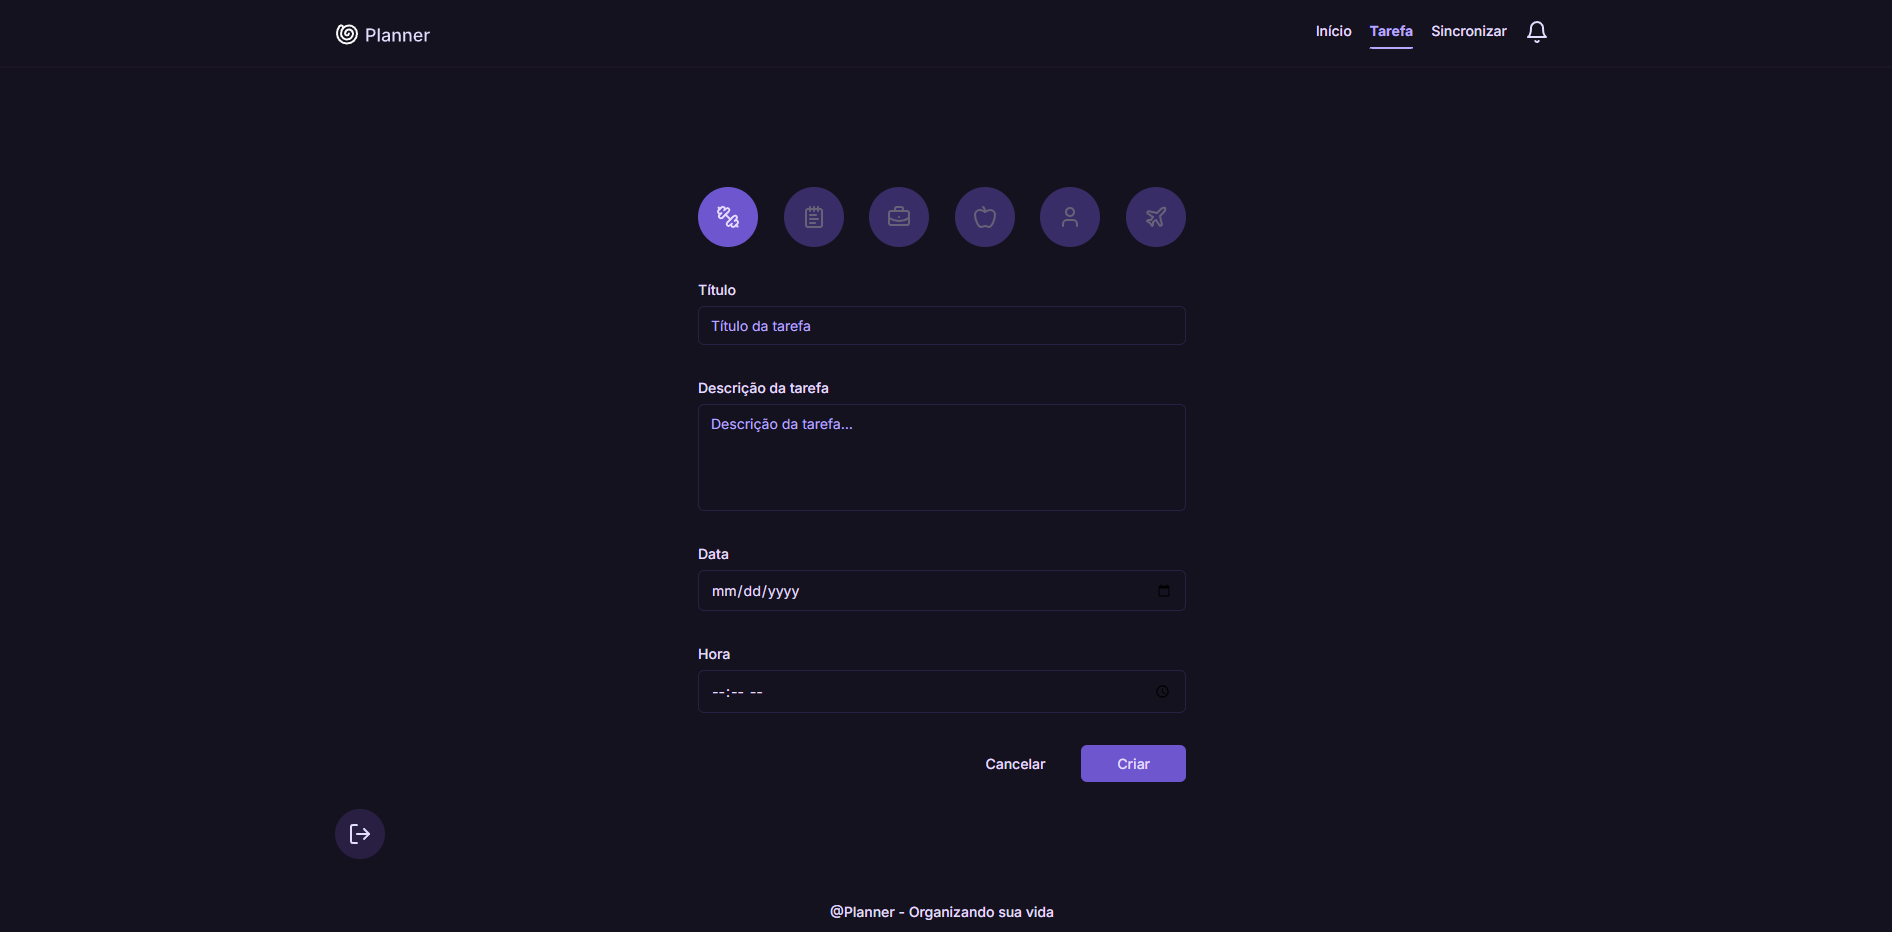 Planner
Início Tarefa Sincronizar
Título
Título da tarefa
Descrição da tarefa
Descrição da tarefa...
Data
mm/dd/yyyy
Hora
--:-- --
Cancelar Criar
@Planner - Organizando sua vida